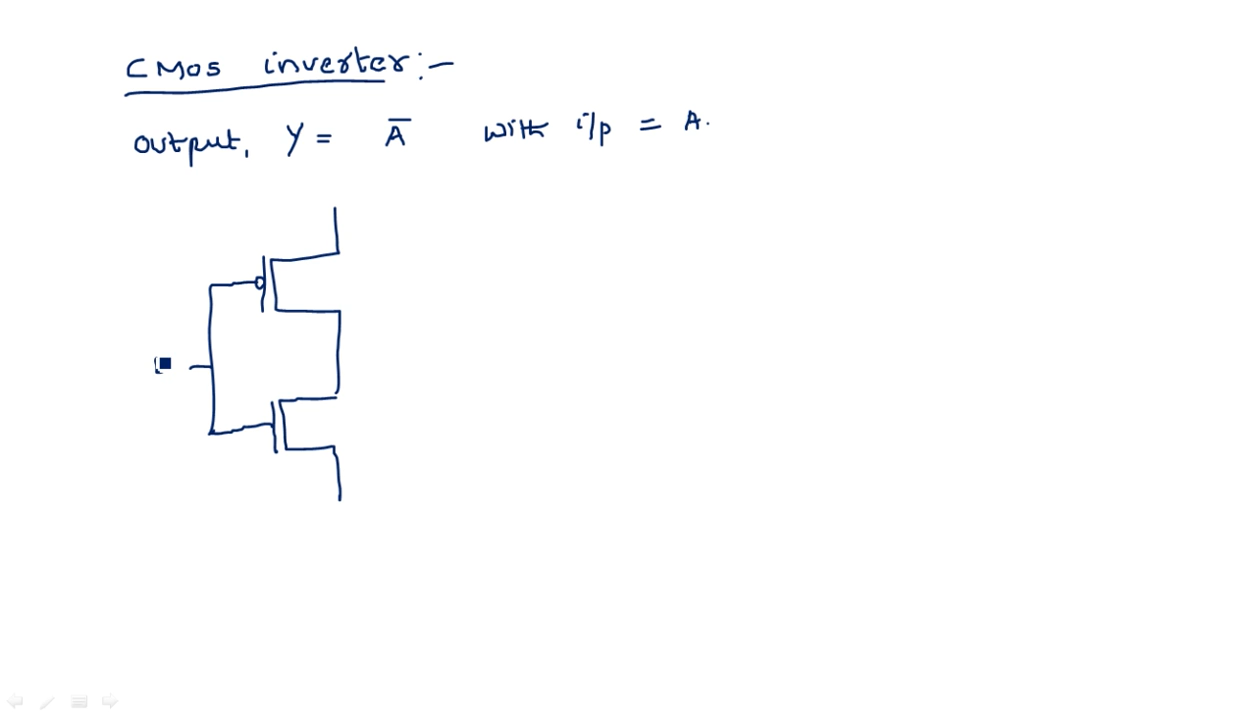 CMOS inverter:-
output, Y = A̅ with i/p = A.